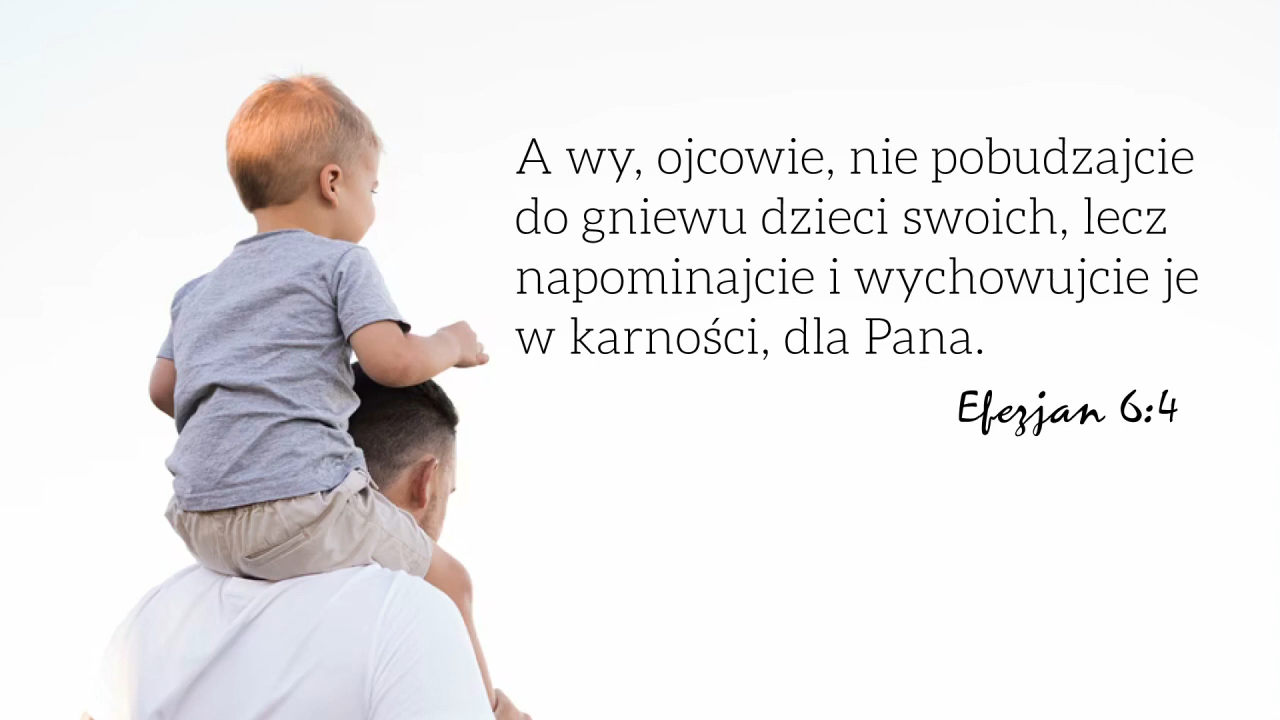 A wy, ojcowie, nie pobudzajcie
do gniewu dzieci swoich, lecz
napominajcie i wychowujcie je
w karności, dla Pana.
Efezjan 6:4